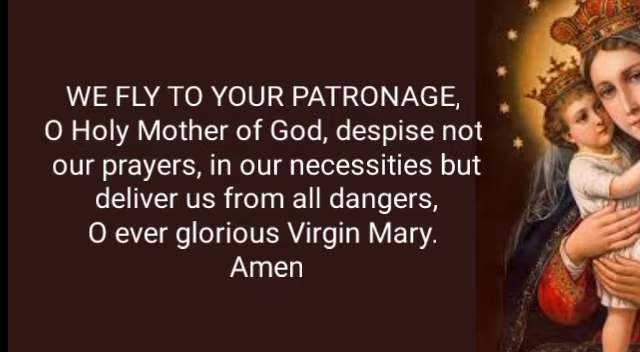 WE FLY TO YOUR PATRONAGE,
O Holy Mother of God, despise not
our prayers, in our necessities but
deliver us from all dangers,
O ever glorious Virgin Mary.
Amen